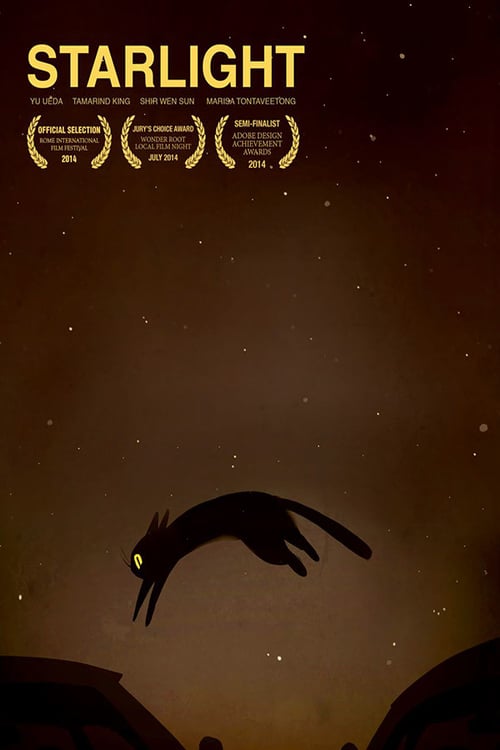 STARLIGHT
YU UEDA TAMARIND KING SHIR WEN SUN MARISA TONTAVEETONG
OFFICIAL SELECTION
ROME INTERNATIONAL
FILM FESTIVAL
2014
JURY'S CHOICE AWARD
WONDER ROOT
LOCAL FILM NIGHT
JULY 2014
SEMI-FINALIST
ADOBE DESIGN
ACHIEVEMENT
AWARDS
2014